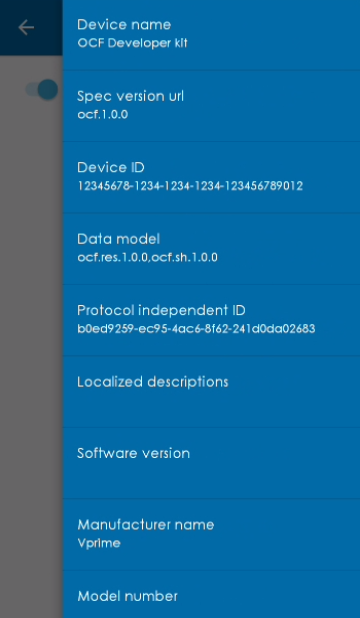 Device name
OCF Developer kit
Spec version url
ocf.1.0.0
Device ID
12345678-1234-1234-1234-123456789012
Data model
ocf.res.1.0.0,ocf.sh.1.0.0
Protocol independent ID
b0ed9259-ec95-4ac6-8f62-241d0da02683
Localized descriptions
Software version
Manufacturer name
Vprime
Model number